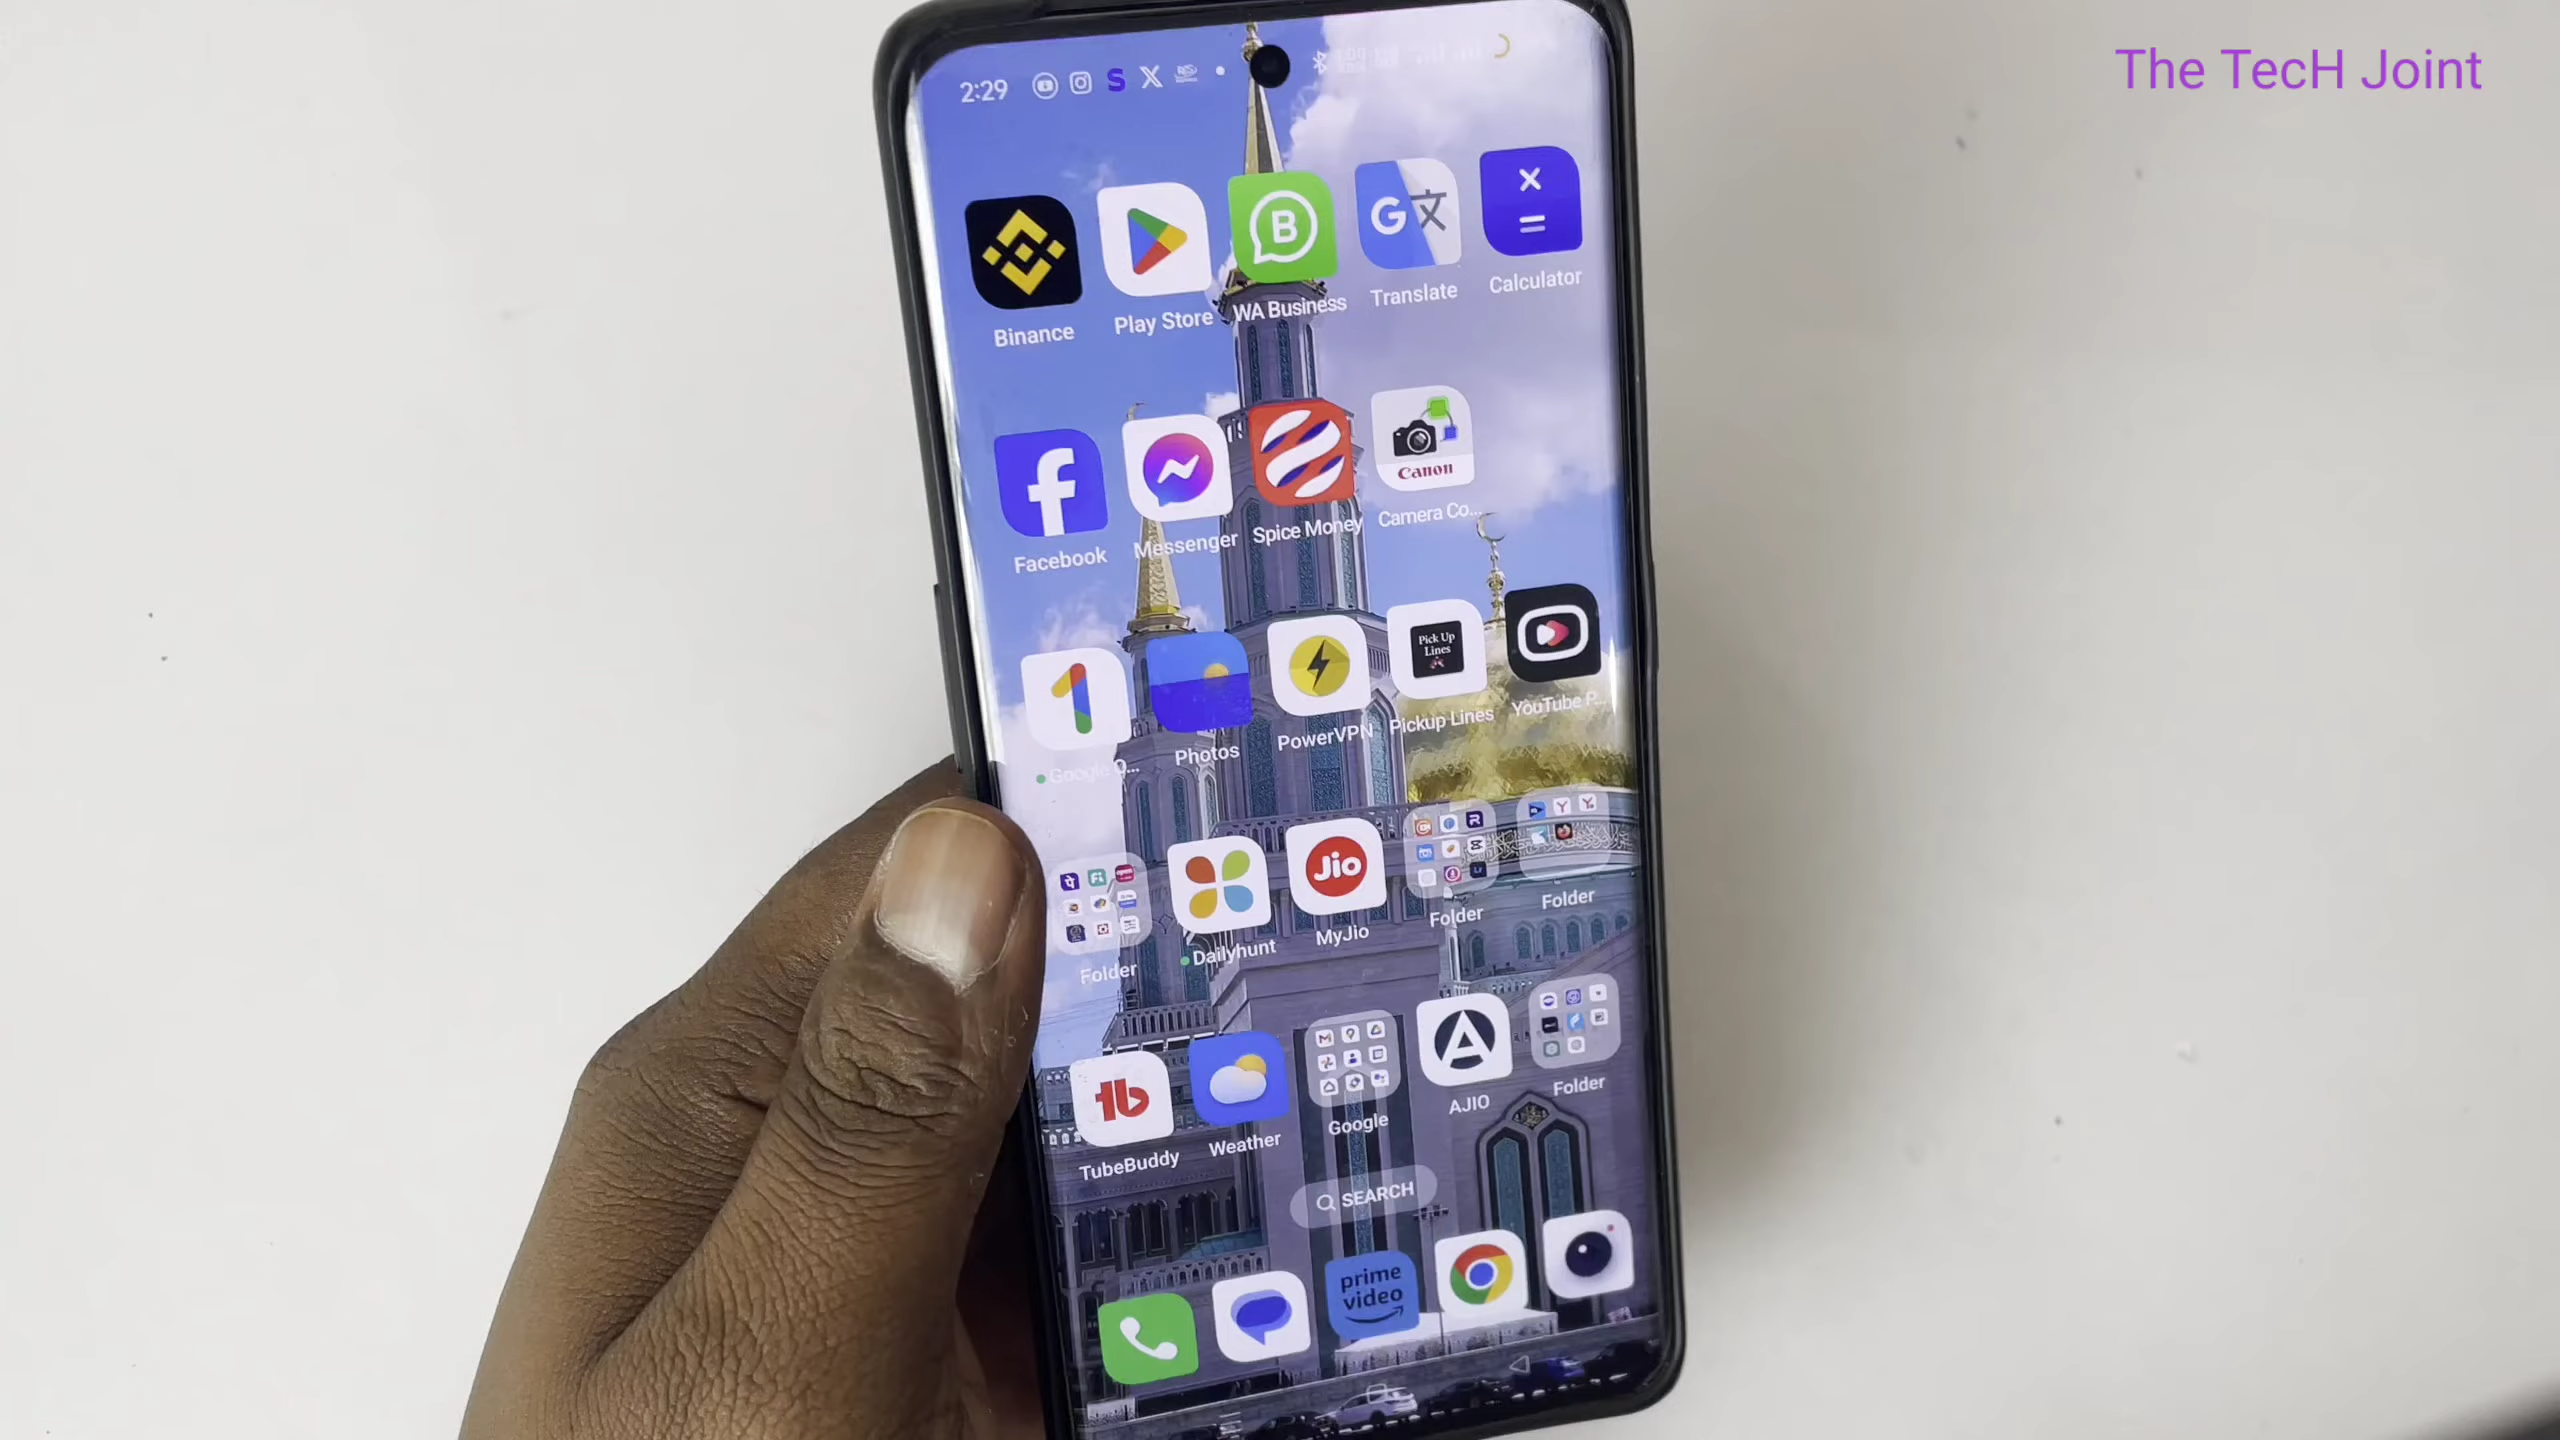 The TecH Joint
2:29
Binance
Play Store
WA Business
Translate
Calculator
Canon
Facebook
Messenger
Spice Money
Camera Co...
Pick Up
Lines
Google O...
Photos
PowerVPN
Pickup Lines
YouTube P...
Jio
Folder
Dailyhunt
MyJio
Folder
Folder
TubeBuddy
Weather
Google
AJIO
Folder
SEARCH
prime
video